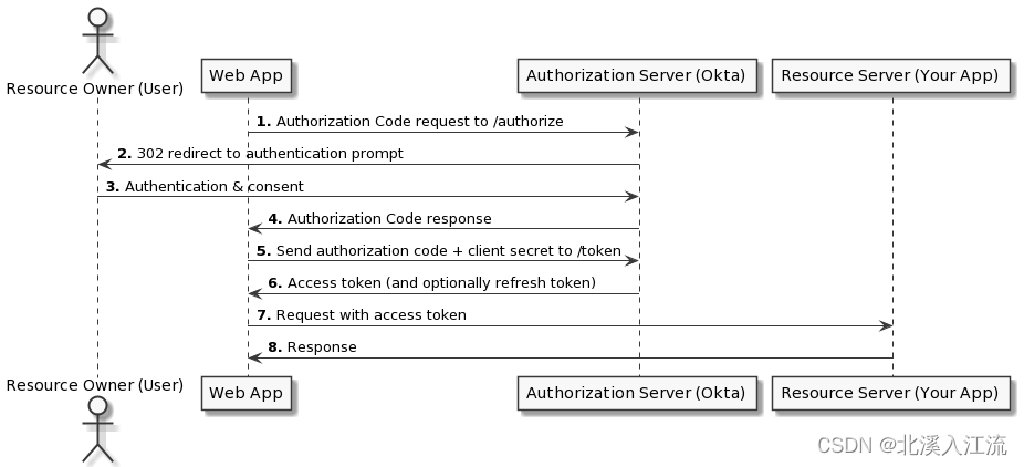 Resource Owner (User)
Web App
Authorization Server (Okta)
Resource Server (Your App)
1. Authorization Code request to /authorize
2. 302 redirect to authentication prompt
3. Authentication & consent
4. Authorization Code response
5. Send authorization code + client secret to /token
6. Access token (and optionally refresh token)
7. Request with access token
8. Response
Resource Owner (User)
Web App
Authorization Server (Okta)
Resource Server (Your App)
CSDN @北溪入江流